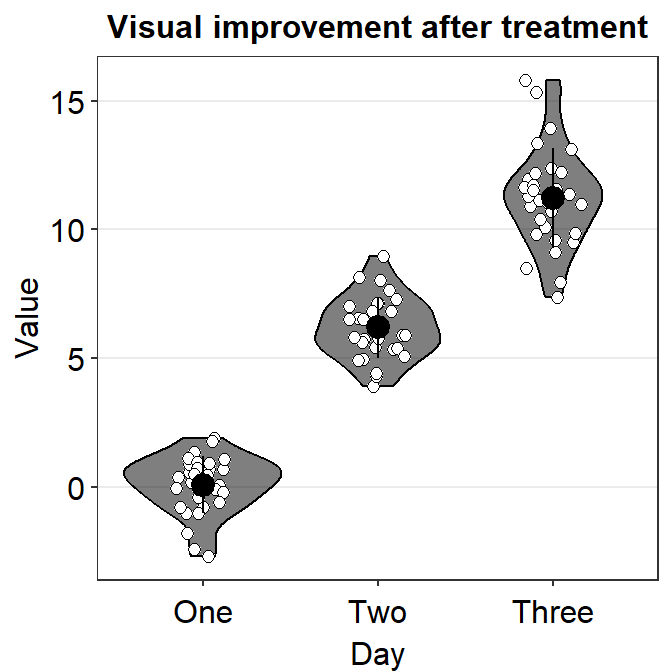 Visual improvement after treatment
15
10
5
0
Value
One Two Three
Day